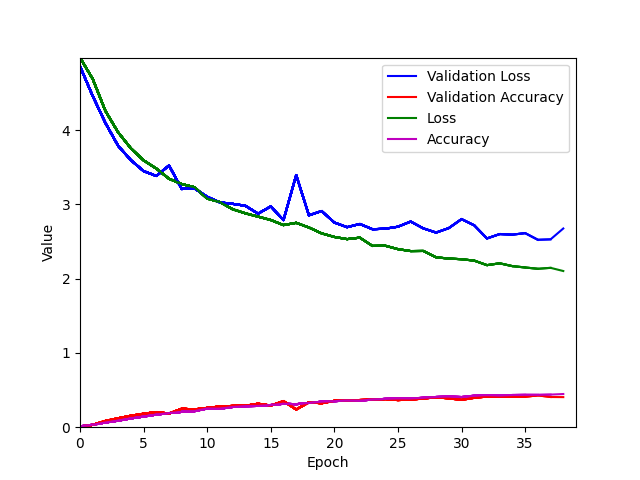 Validation Loss
Validation Accuracy
Loss
Accuracy
4
3
2
1
0
Value
0 5 10 15 20 25 30 35
Epoch